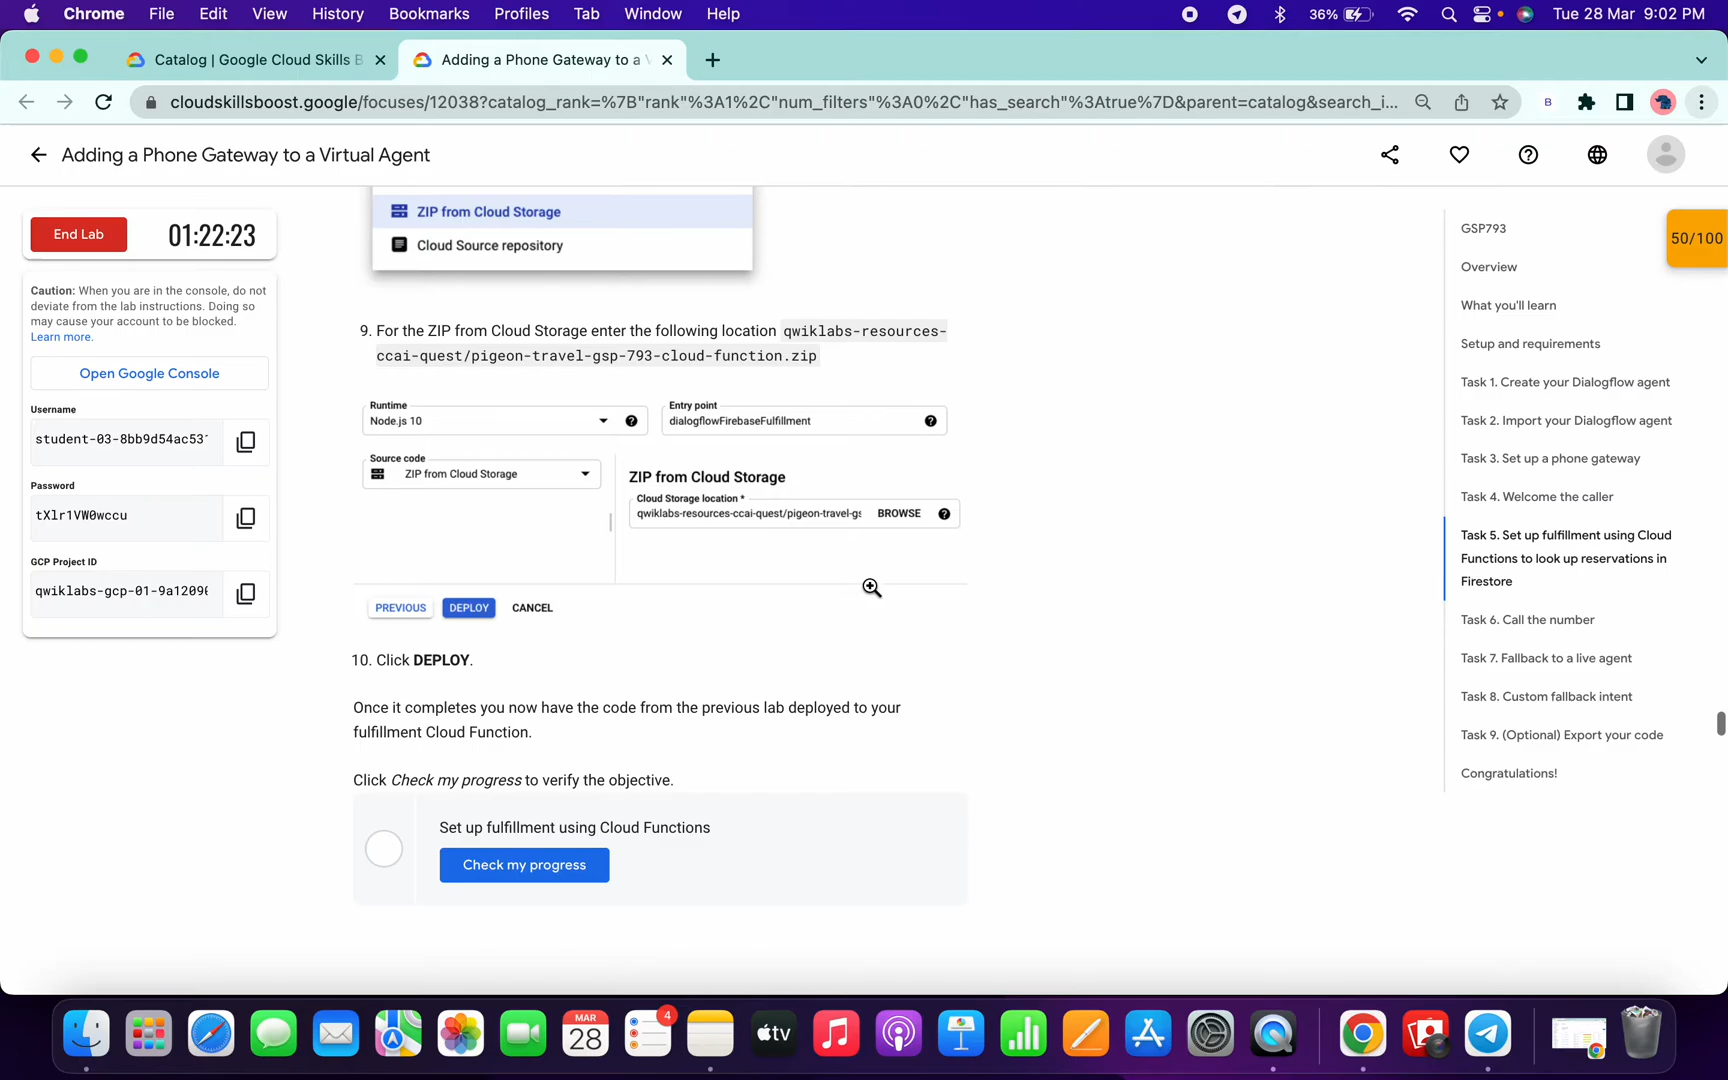 Chrome File Edit View History Bookmarks Profiles Tab Window Help 36% Tue 28 Mar 9:02 PM
Catalog | Google Cloud Skills B
Adding a Phone Gateway to a V
cloudskillsboost.google/focuses/12038?catalog_rank=%7B"rank"%3A1%2C"num_filters"%3A0%2C"has_search"%3Atrue%7D&parent=catalog&search_i...
B
Adding a Phone Gateway to a Virtual Agent
End Lab 01:22:23
Caution: When you are in the console, do not
deviate from the lab instructions. Doing so
may cause your account to be blocked.
Learn more.
Open Google Console
Username
student-03-8bb9d54ac531
Password
tXlr1VW0wccu
GCP Project ID
qwiklabs-gcp-01-9a12090
ZIP from Cloud Storage
Cloud Source repository
9. For the ZIP from Cloud Storage enter the following location qwiklabs-resources-
ccai-quest/pigeon-travel-gsp-793-cloud-function.zip
Runtime
Node.js 10
Entry point
dialogflowFirebaseFulfillment
Source code
ZIP from Cloud Storage
ZIP from Cloud Storage
Cloud Storage location *
qwiklabs-resources-ccai-quest/pigeon-travel-gs BROWSE
PREVIOUS DEPLOY CANCEL
10. Click DEPLOY.
Once it completes you now have the code from the previous lab deployed to your
fulfillment Cloud Function.
Click Check my progress to verify the objective.
Set up fulfillment using Cloud Functions
Check my progress
GSP793
Overview
What you'll learn
Setup and requirements
Task 1. Create your Dialogflow agent
Task 2. Import your Dialogflow agent
Task 3. Set up a phone gateway
Task 4. Welcome the caller
Task 5. Set up fulfillment using Cloud
Functions to look up reservations in
Firestore
Task 6. Call the number
Task 7. Fallback to a live agent
Task 8. Custom fallback intent
Task 9. (Optional) Export your code
Congratulations!
50/100
MAR
28
4
tv